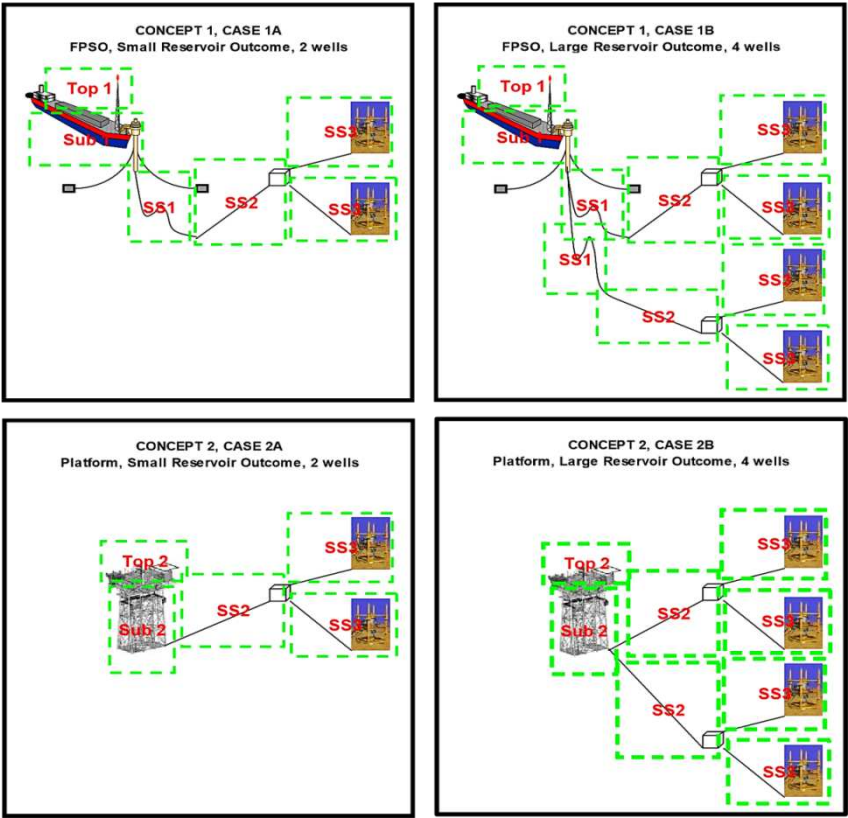 CONCEPT 1, CASE 1A
FPSO, Small Reservoir Outcome, 2 wells
Top 1
Sub 1
SS3
SS2
SS1
SS3
CONCEPT 1, CASE 1B
FPSO, Large Reservoir Outcome, 4 wells
Top 1
Sub 1
SS3
SS2
SS1
SS3
SS1
SS3
SS2
SS3
CONCEPT 2, CASE 2A
Platform, Small Reservoir Outcome, 2 wells
Top 2
SS3
SS2
Sub 2
SS3
CONCEPT 2, CASE 2B
Platform, Large Reservoir Outcome, 4 wells
SS3
Top 2
SS2
Sub 2
SS3
SS3
SS2
SS3